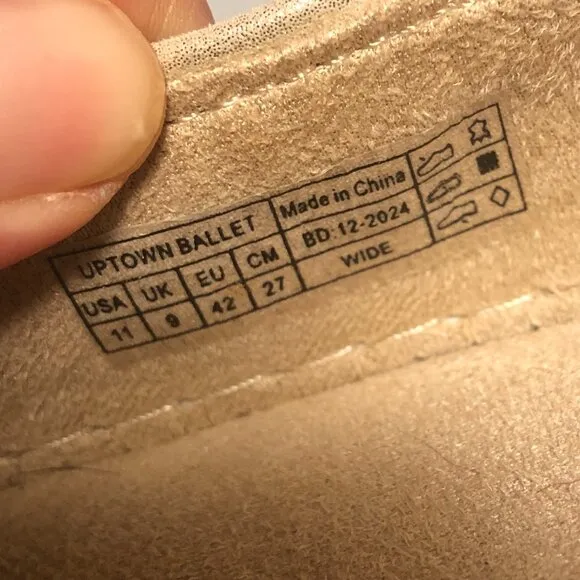 UPTOWN BALLET
USA UK EU CM
11 9 42 27
Made in China
BD: 12-2024
WIDE